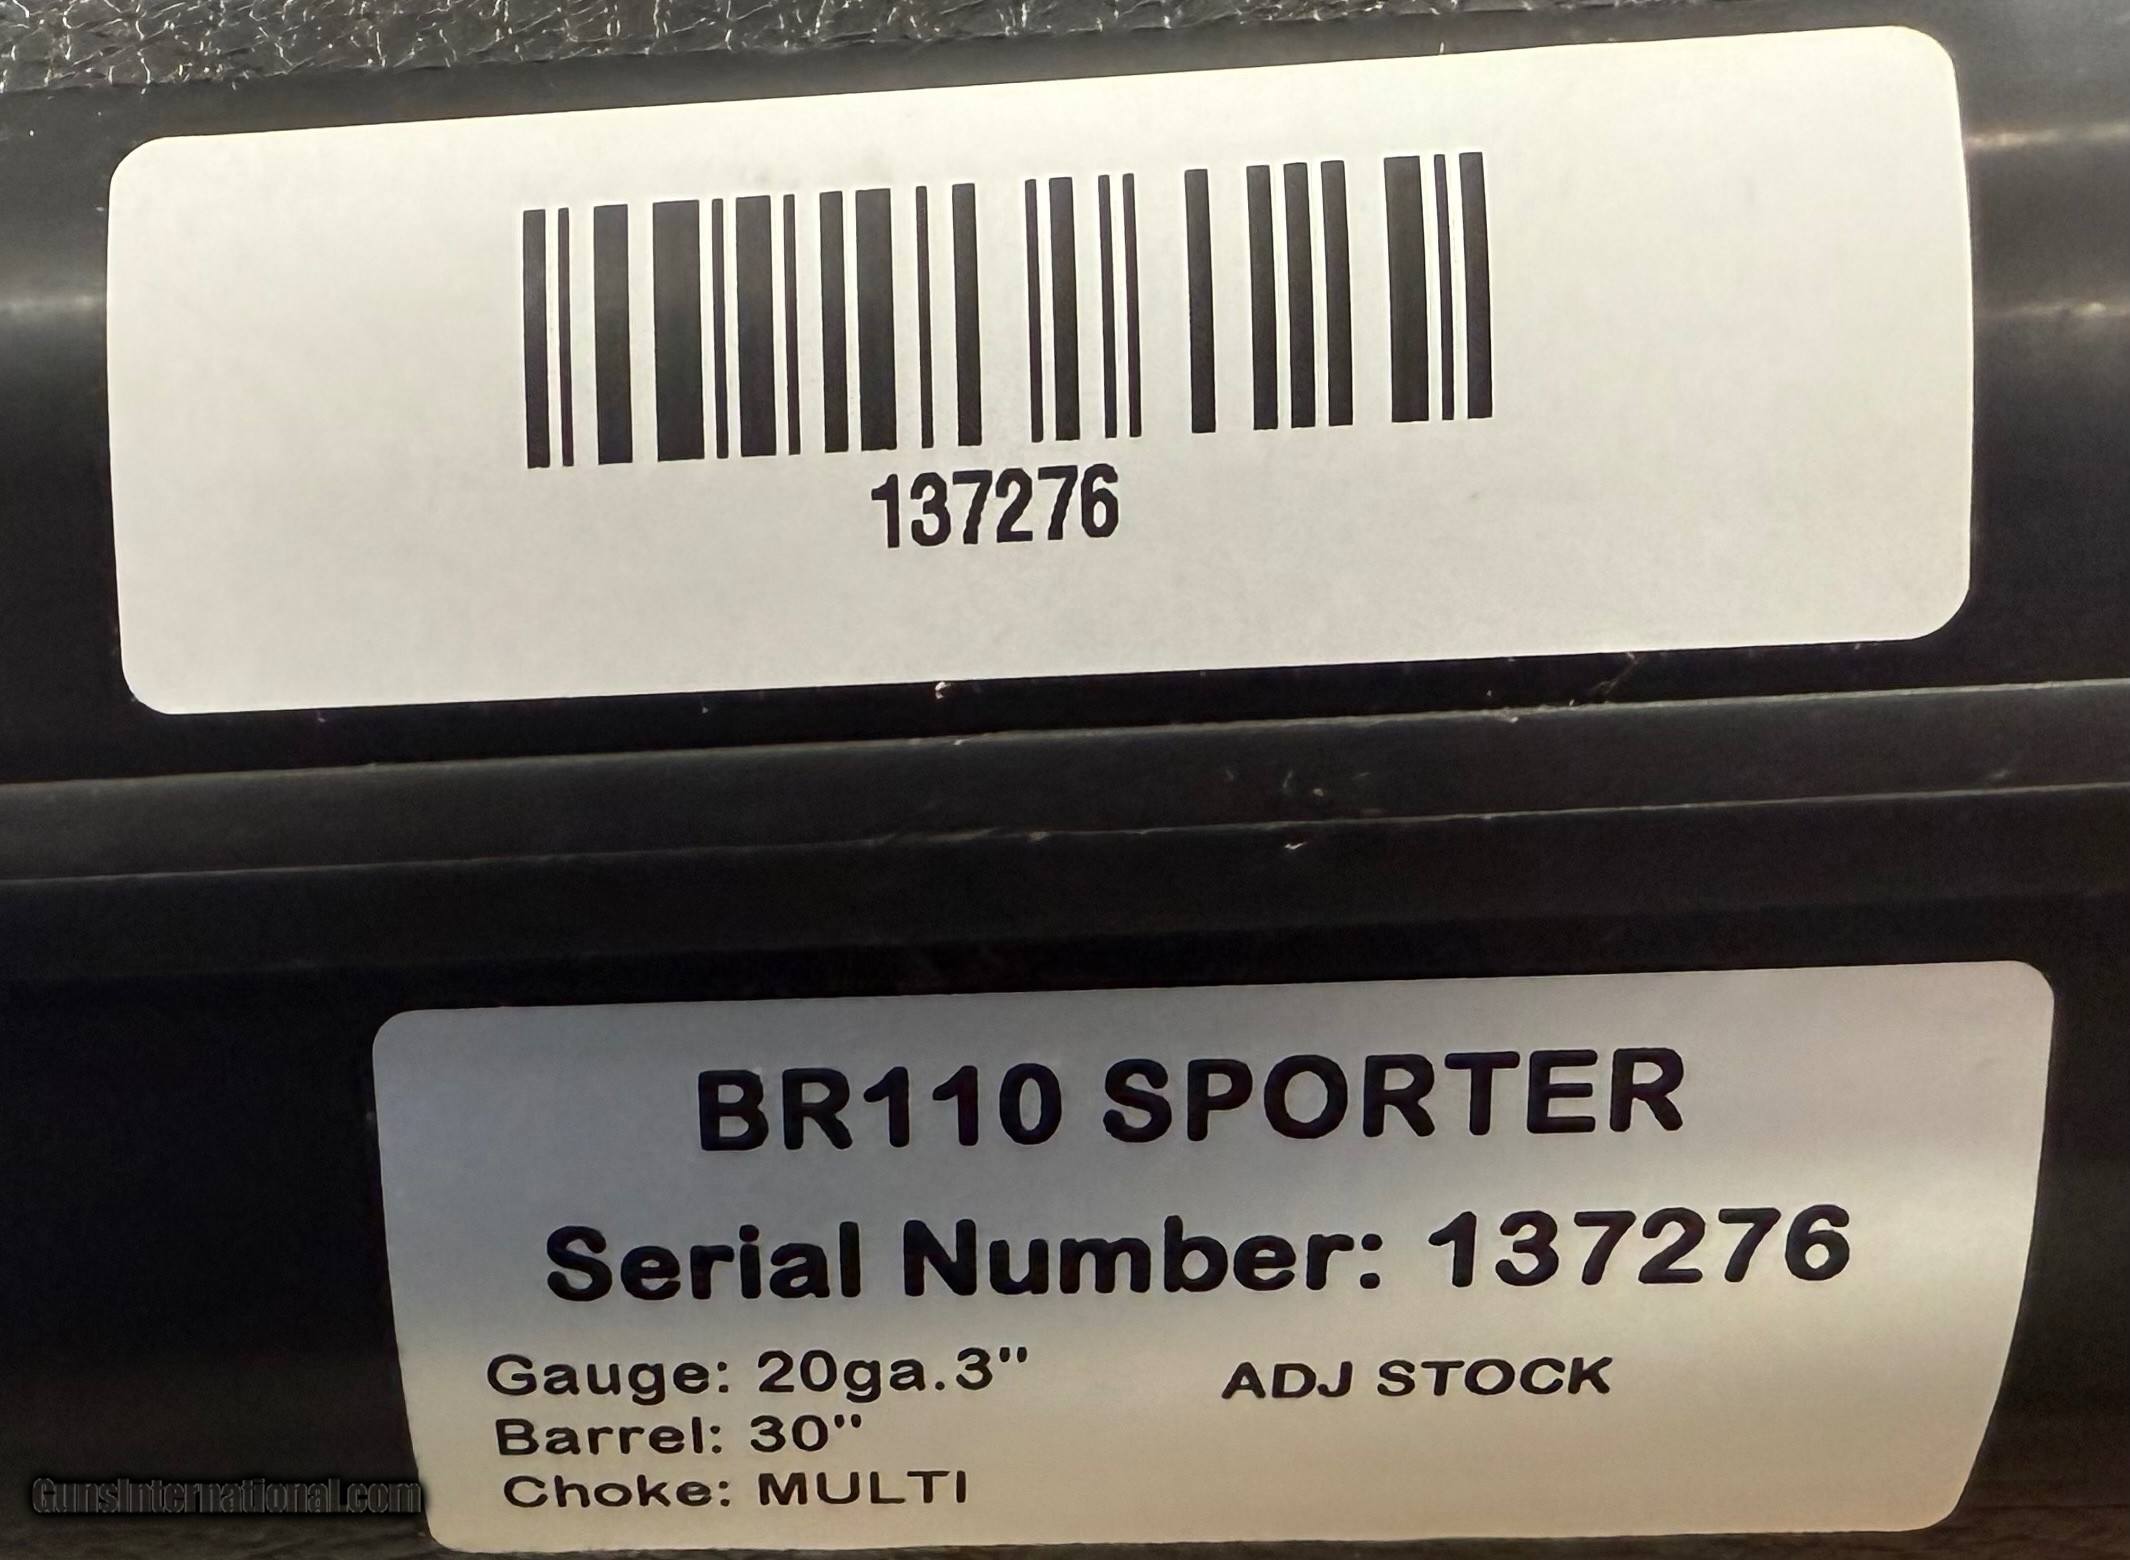 137276
BR110 SPORTER
Serial Number: 137276
Gauge: 20ga.3" ADJ STOCK
Barrel: 30"
Choke: MULTI
GunsInternational.com